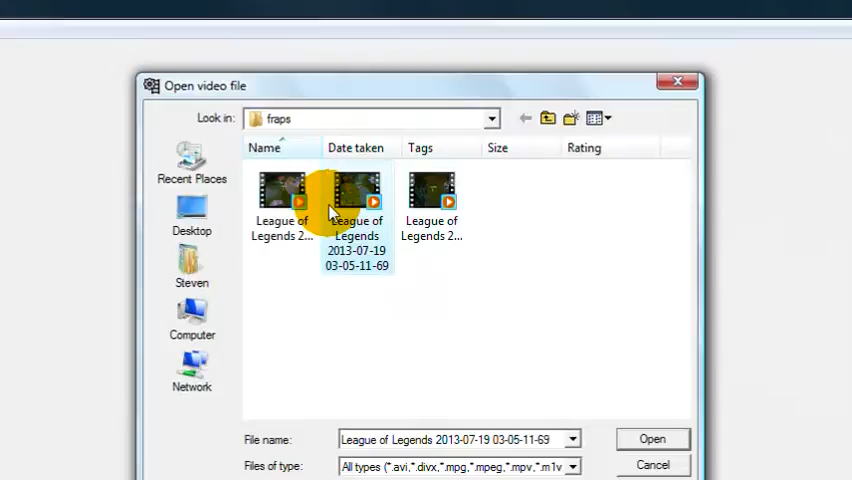 Open video file
Look in:
fraps
Name
Date taken
Tags
Size
Rating
Recent Places
Desktop
Steven
Computer
Network
League of
Legends 2...
League of
Legends
2013-07-19
03-05-11-69
League of
Legends 2...
File name:
League of Legends 2013-07-19 03-05-11-69
Open
Files of type:
All types (*.avi,*.divx,*.mpg,*.mpeg,*.mpv,*.m1v
Cancel